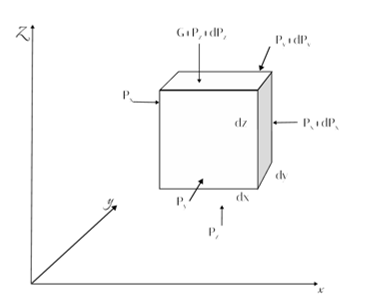 Z
G+P_z+dP_z
P_y+dP_y
P_x
dz
P_x+dP_x
dy
y
P_y
dx
P_z
x